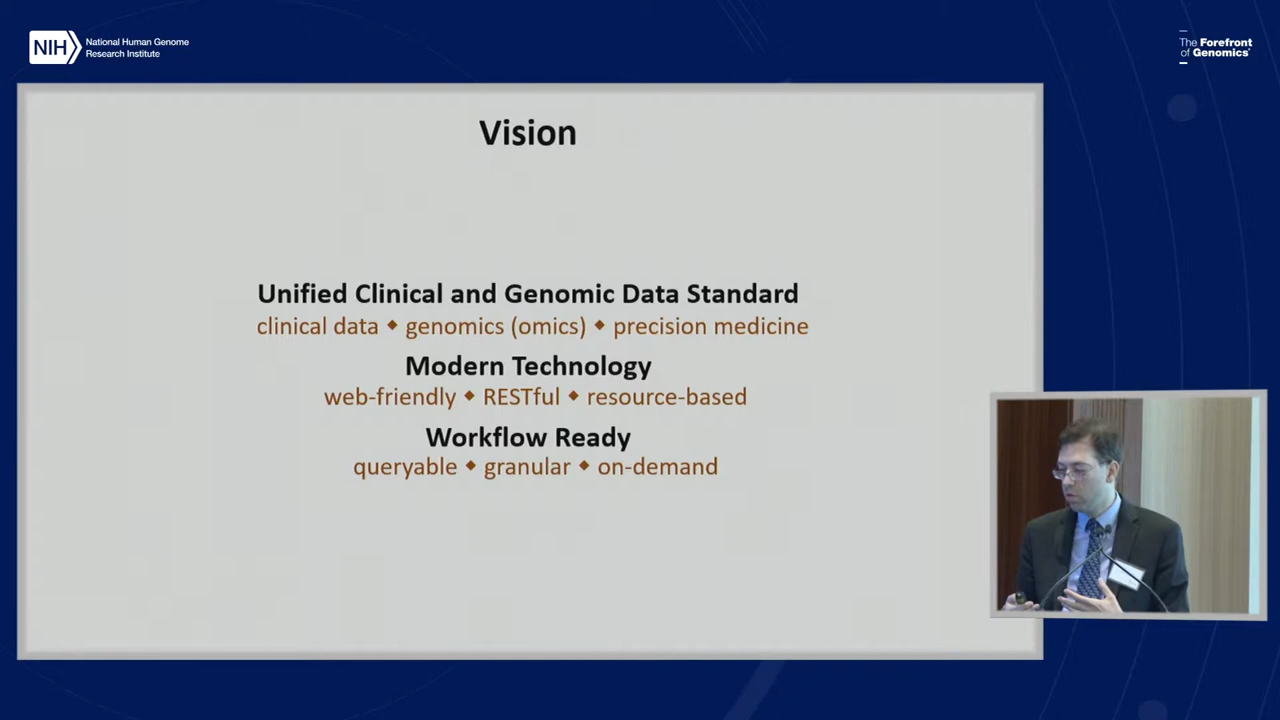 NIH
National Human Genome
Research Institute
The Forefront
of Genomics®
Vision
Unified Clinical and Genomic Data Standard
clinical data ◆ genomics (omics) ◆ precision medicine
Modern Technology
web-friendly ◆ RESTful ◆ resource-based
Workflow Ready
queryable ◆ granular ◆ on-demand